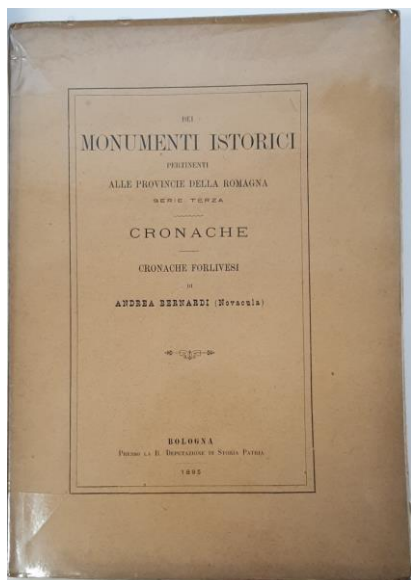 DEI
MONUMENTI ISTORICI
PERTINENTI
ALLE PROVINCIE DELLA ROMAGNA
SERIE TERZA
CRONACHE
CRONACHE FORLIVESI
DI
ANDREA BERNARDI (Novacula)
BOLOGNA
PRESSO LA R. DEPUTAZIONE DI STORIA PATRIA
1895